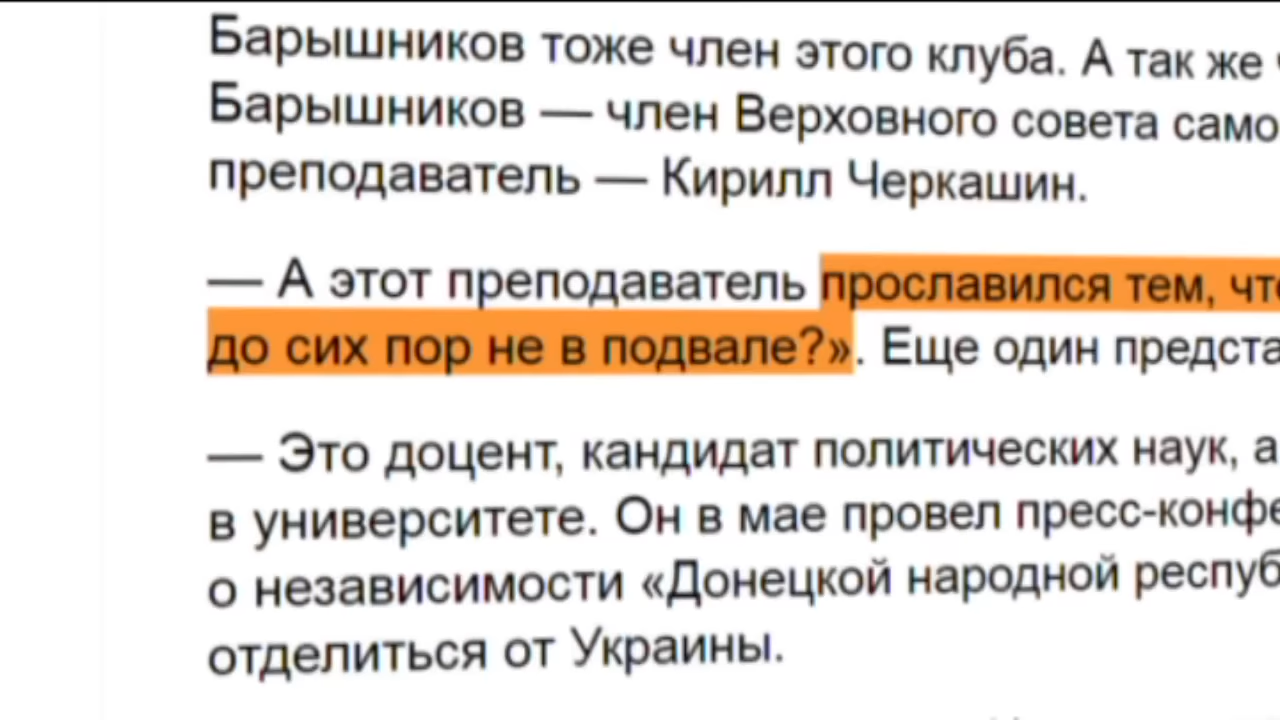 Барышников тоже член этого клуба. А так же
Барышников — член Верховного совета само
преподаватель — Кирилл Черкашин.
— А этот преподаватель прославился тем, что
до сих пор не в подвале?». Еще один предста
— Это доцент, кандидат политических наук, а
в университете. Он в мае провел пресс-конфе
о независимости «Донецкой народной респуб
отделиться от Украины.